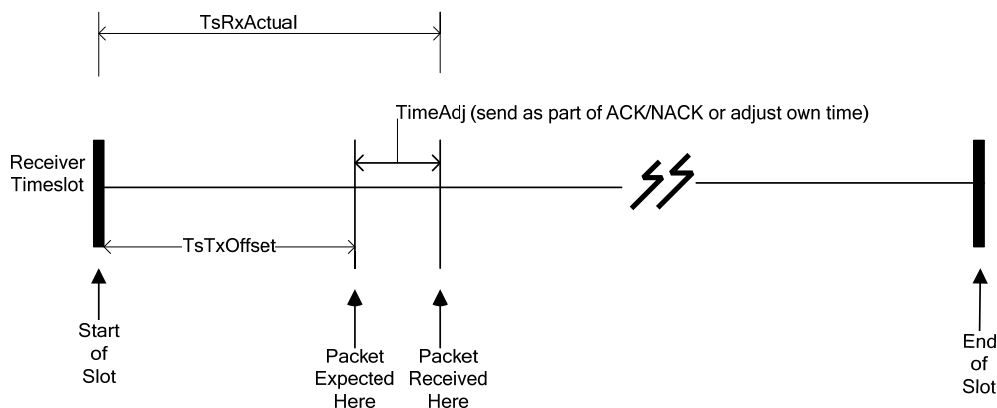 TsRxActual
TimeAdj (send as part of ACK/NACK or adjust own time)
Receiver
Timeslot
TsTxOffset
Start
of
Slot
Packet
Expected
Here
Packet
Received
Here
End
of
Slot